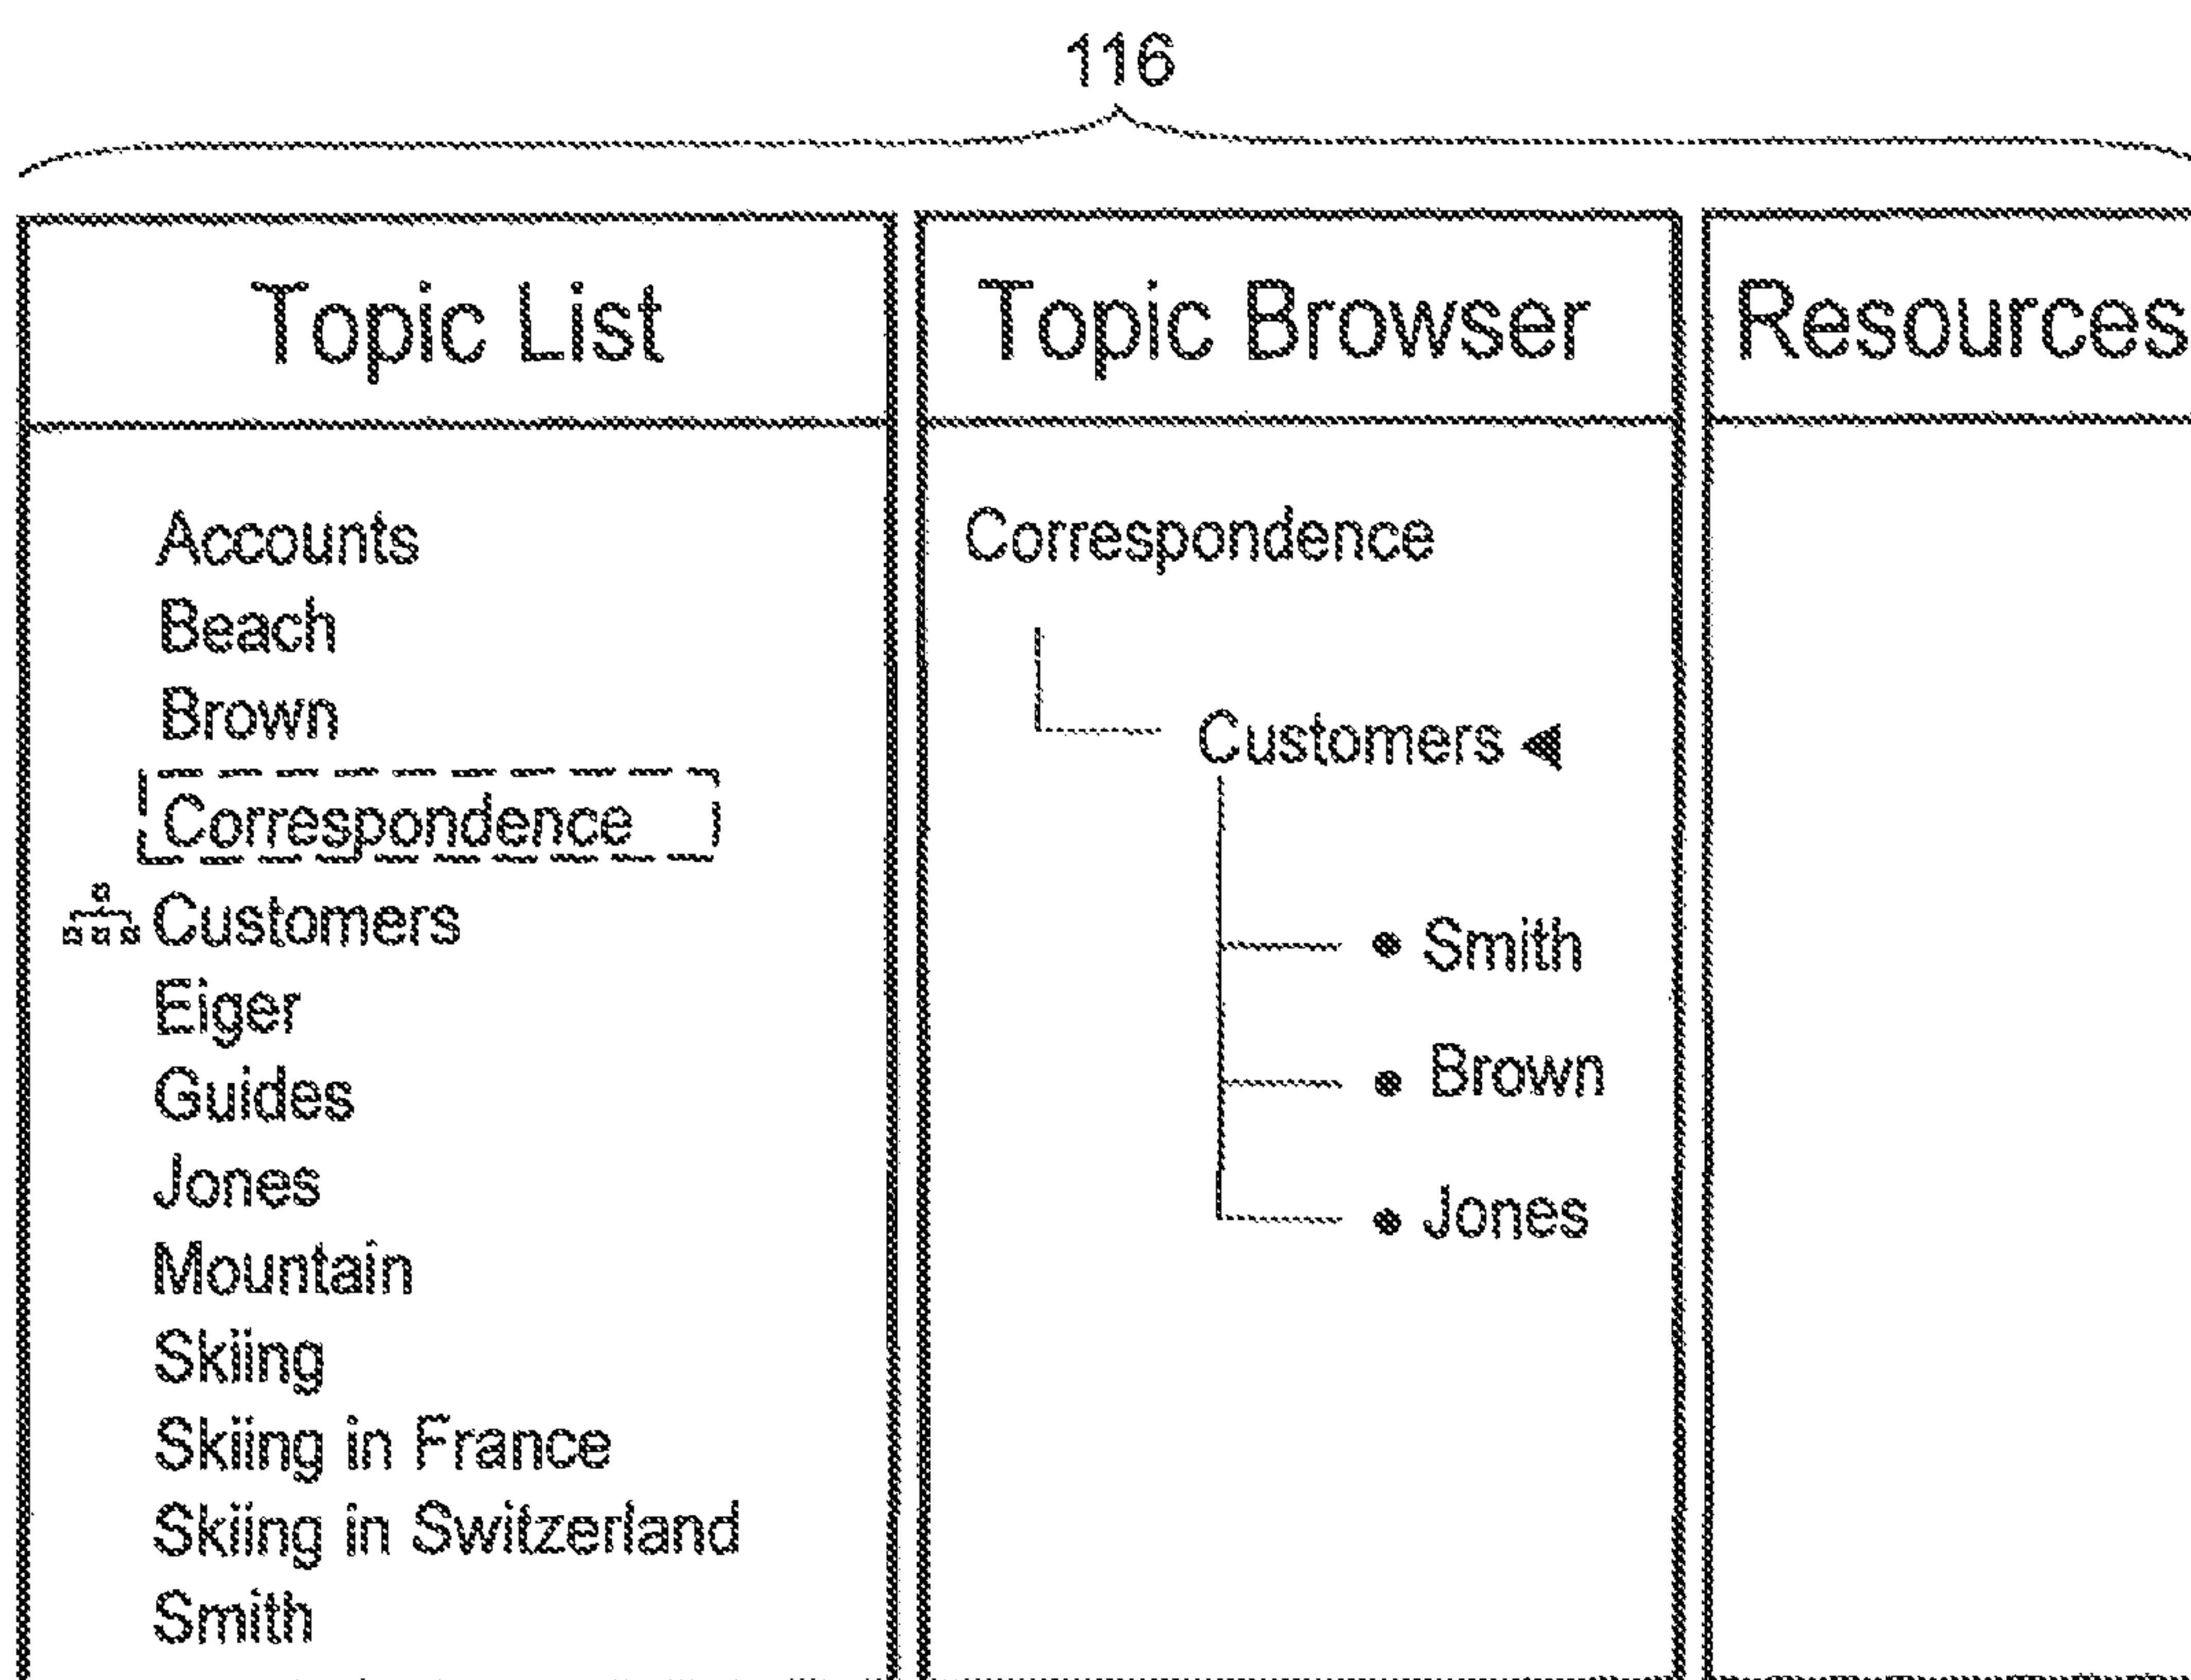 116
Topic List
Topic Browser
Resources
Accounts
Beach
Brown
Correspondence
Customers
Eiger
Guides
Jones
Mountain
Skiing
Skiing in France
Skiing in Switzerland
Smith
Correspondence
Customers
Smith
Brown
Jones